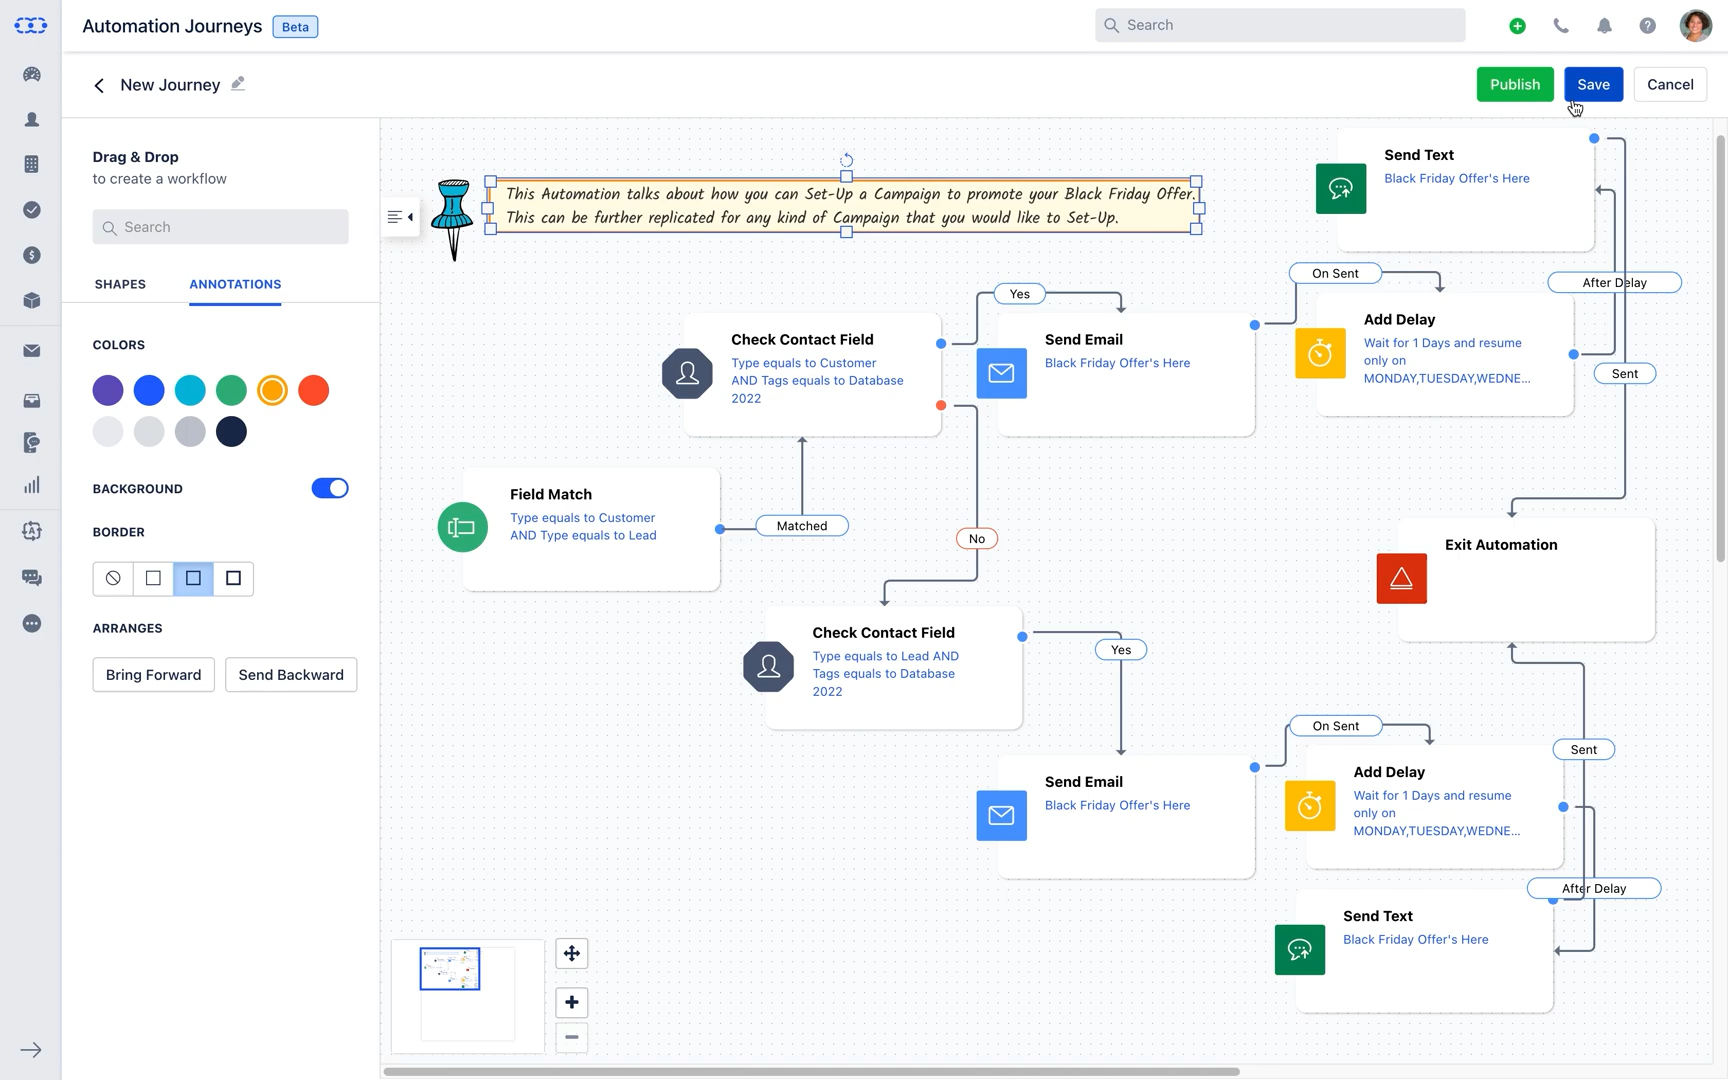 Automation Journeys
Beta
Search
New Journey
Publish
Save
Cancel
Drag & Drop
to create a workflow
Search
SHAPES
ANNOTATIONS
COLORS
BACKGROUND
BORDER
ARRANGES
Bring Forward
Send Backward
This Automation talks about how you can Set-Up a Campaign to promote your Black Friday Offer.
This can be further replicated for any kind of Campaign that you would like to Set-Up.
Send Text
Black Friday Offer's Here
On Sent
After Delay
Yes
Check Contact Field
Type equals to Customer
AND Tags equals to Database
2022
Send Email
Black Friday Offer's Here
Add Delay
Wait for 1 Days and resume
only on
MONDAY,TUESDAY,WEDNE...
Sent
Field Match
Type equals to Customer
AND Type equals to Lead
Matched
No
Exit Automation
Check Contact Field
Type equals to Lead AND
Tags equals to Database
2022
Yes
On Sent
Sent
Send Email
Black Friday Offer's Here
Add Delay
Wait for 1 Days and resume
only on
MONDAY,TUESDAY,WEDNE...
After Delay
Send Text
Black Friday Offer's Here